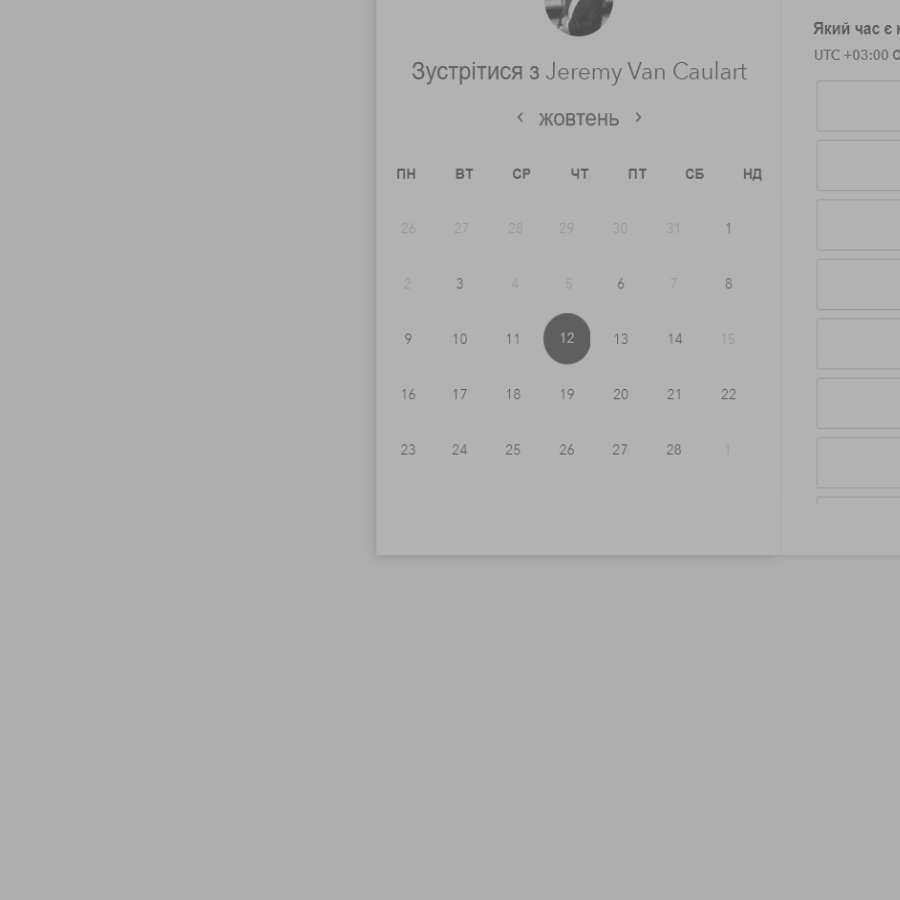 Зустрітися з Jeremy Van Caulart
‹ жовтень ›
ПН ВТ СР ЧТ ПТ СБ НД
26 27 28 29 30 31 1
2 3 4 5 6 7 8
9 10 11 12 13 14 15
16 17 18 19 20 21 22
23 24 25 26 27 28 1
Який час є
UTC +03:00